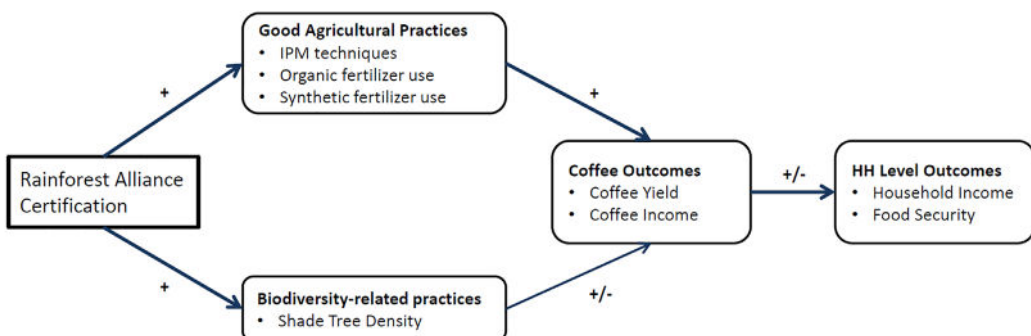 Good Agricultural Practices
• IPM techniques
• Organic fertilizer use
• Synthetic fertilizer use
+
+
Rainforest Alliance
Certification
Coffee Outcomes
• Coffee Yield
• Coffee Income
+/-
HH Level Outcomes
• Household Income
• Food Security
+
Biodiversity-related practices
• Shade Tree Density
+/-